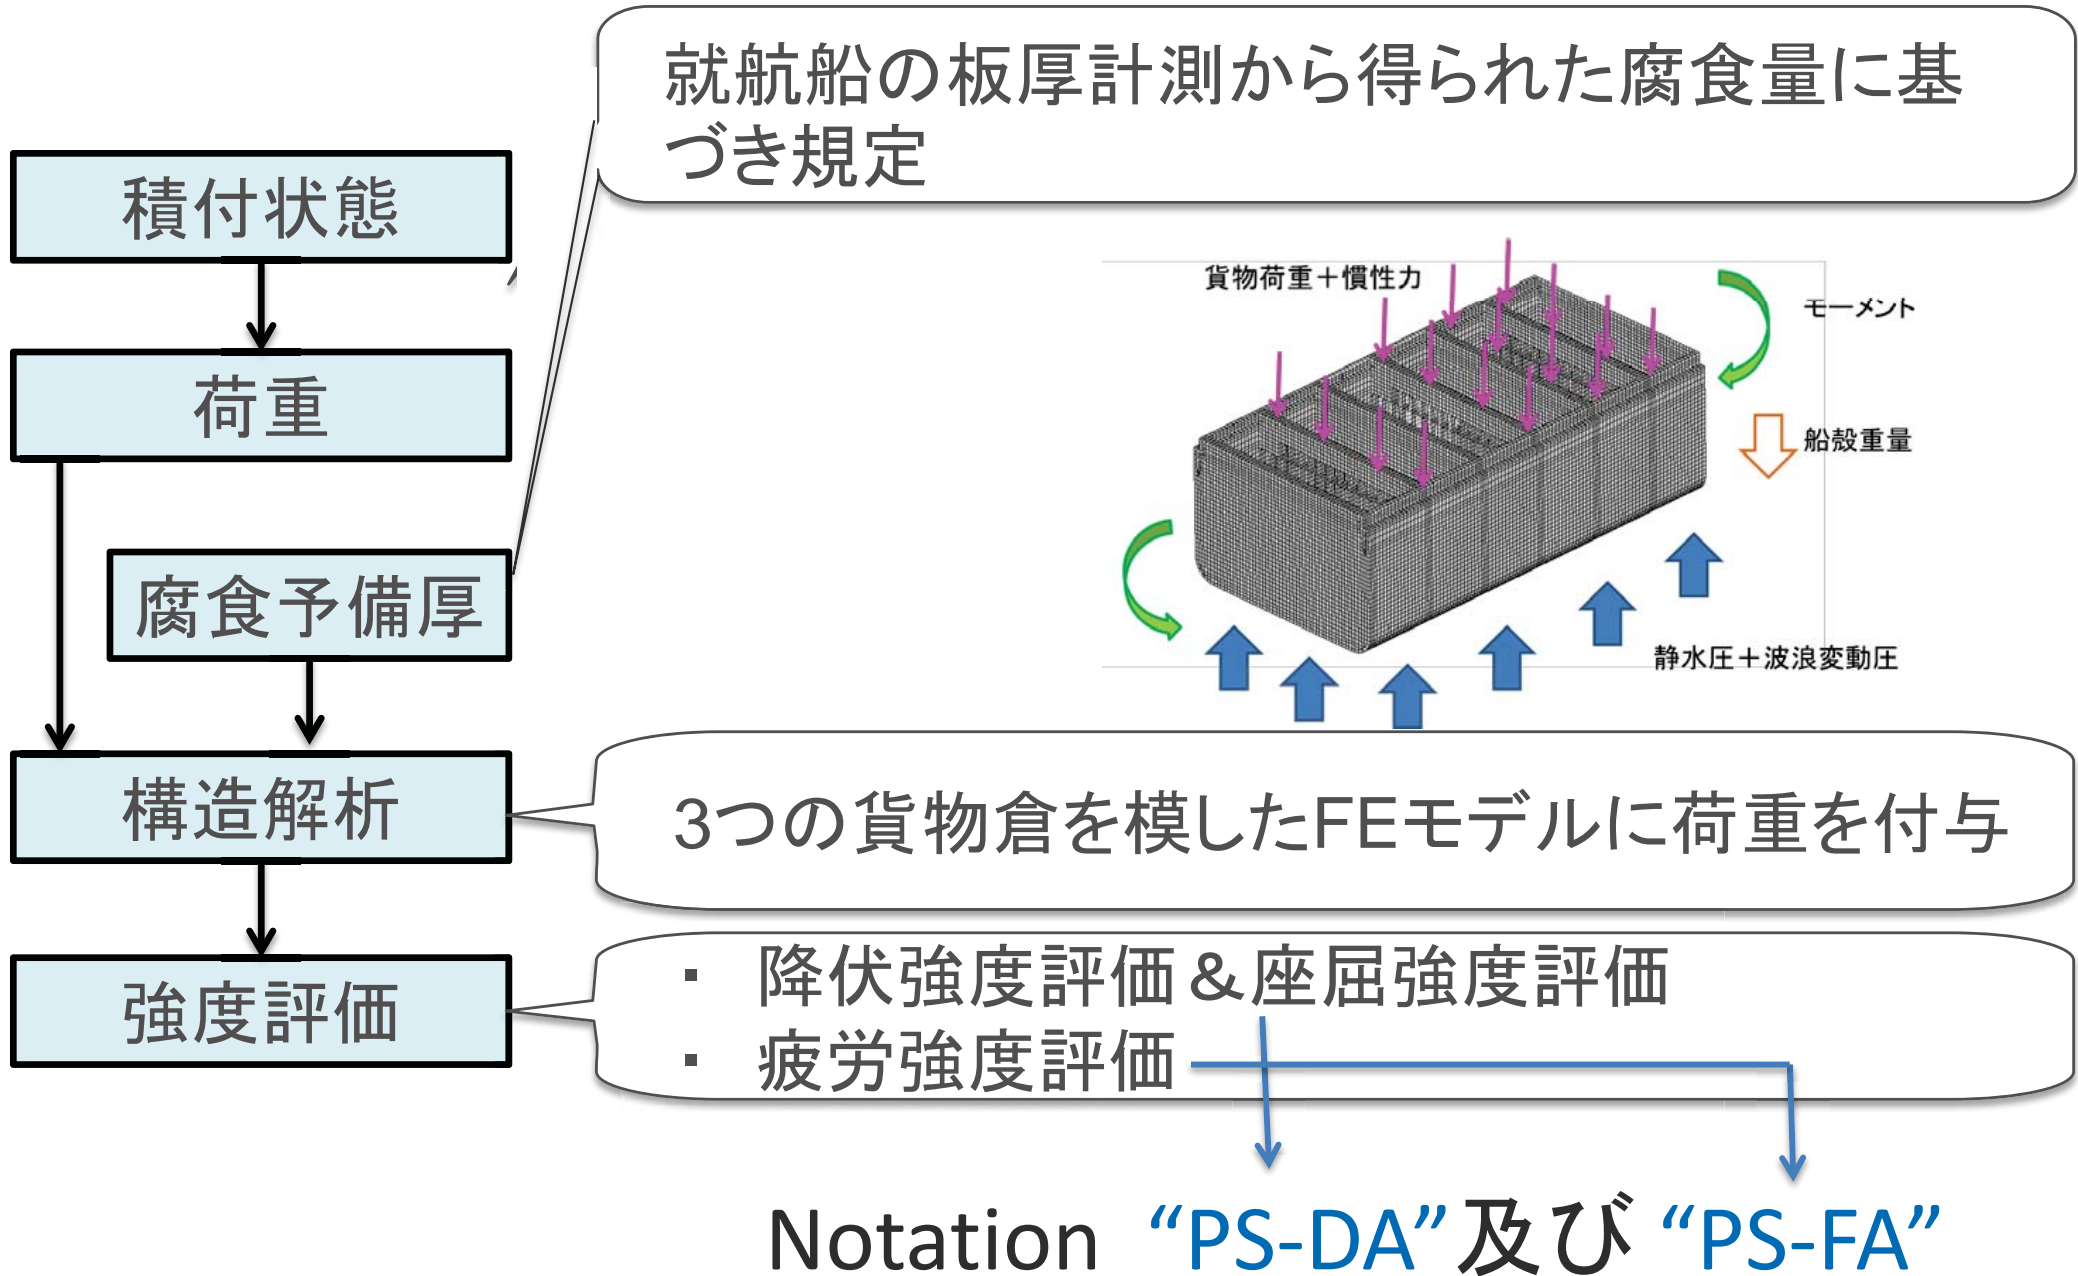 就航船の板厚計測から得られた腐食量に基
づき規定
積付状態
荷重
腐食予備厚
構造解析
強度評価
貨物荷重＋慣性力
モーメント
船殻重量
静水圧＋波浪変動圧
3つの貨物倉を模したFEモデルに荷重を付与
・ 降伏強度評価＆座屈強度評価
・ 疲労強度評価
Notation “PS-DA”及び “PS-FA”